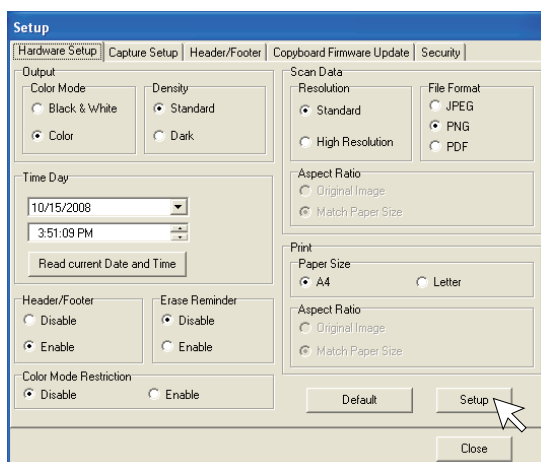 Setup
Hardware Setup Capture Setup Header/Footer Copyboard Firmware Update Security
Output
Color Mode
Black & White
Color
Density
Standard
Dark
Time Day
10/15/2008
3:51:09 PM
Read current Date and Time
Header/Footer
Disable
Enable
Erase Reminder
Disable
Enable
Color Mode Restriction
Disable Enable
Scan Data
Resolution
Standard
High Resolution
File Format
JPEG
PNG
PDF
Aspect Ratio
Original Image
Match Paper Size
Print
Paper Size
A4 Letter
Aspect Ratio
Original Image
Match Paper Size
Default Setup
Close